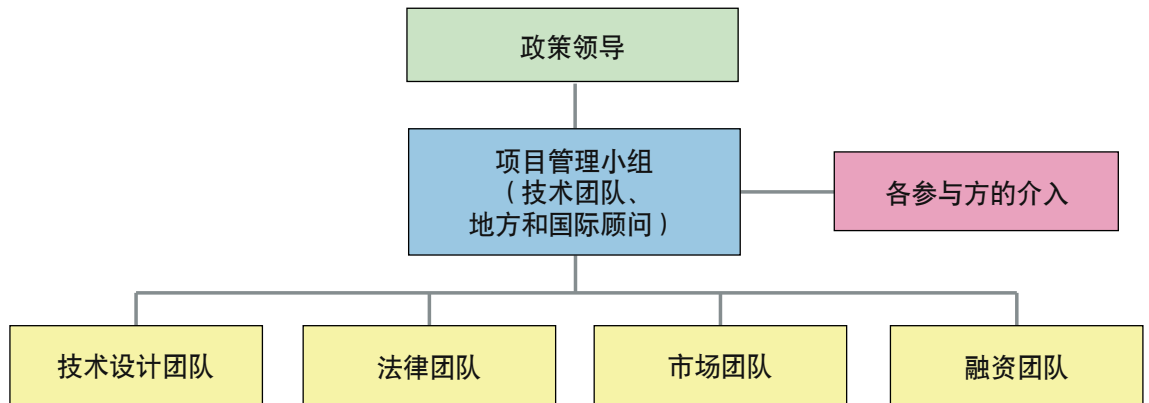 政策领导
项目管理小组
（技术团队、
地方和国际顾问）
各参与方的介入
技术设计团队
法律团队
市场团队
融资团队